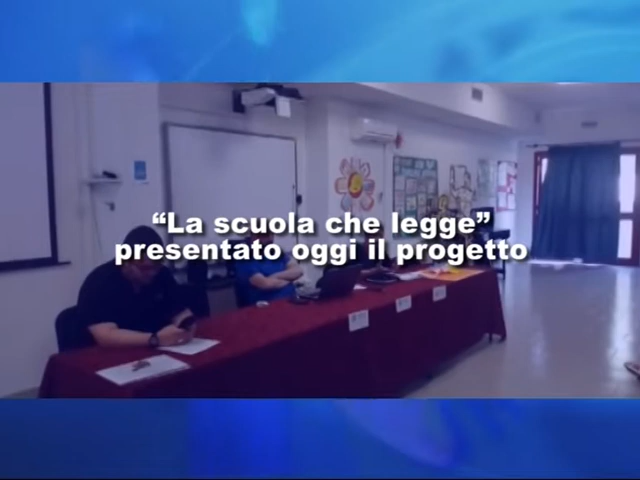 “La scuola che legge”
presentato oggi il progetto